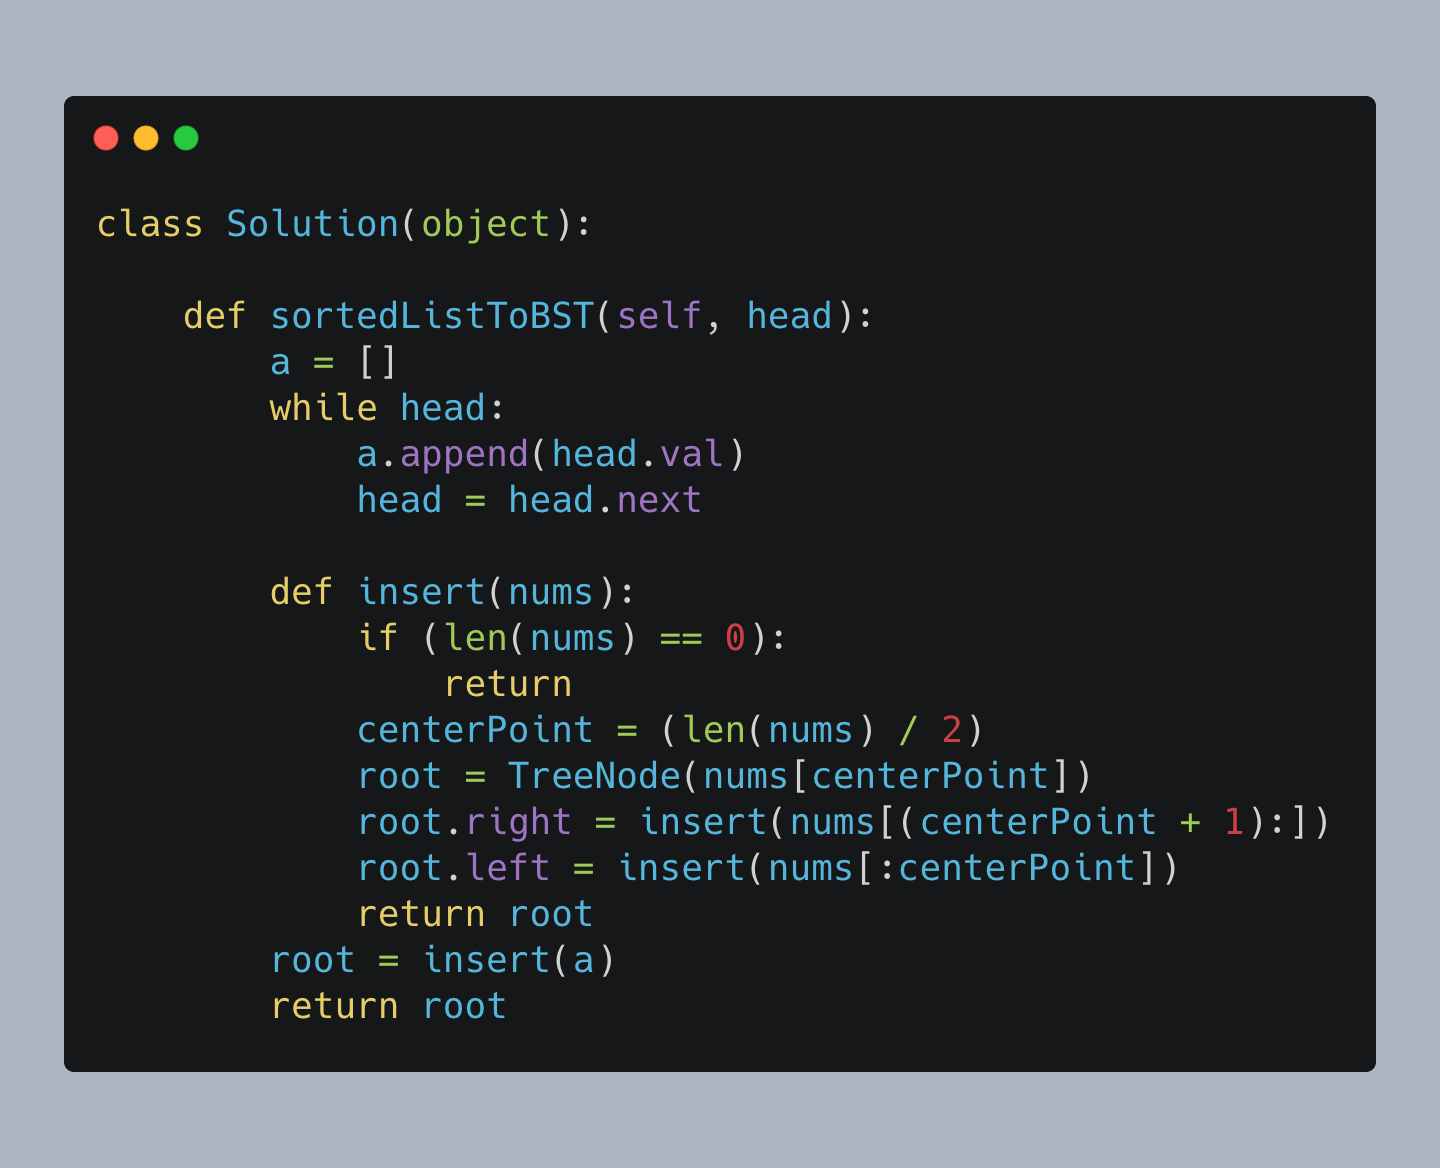 class Solution(object):

    def sortedListToBST(self, head):
        a = []
        while head:
            a.append(head.val)
            head = head.next

        def insert(nums):
            if (len(nums) == 0):
                return
            centerPoint = (len(nums) / 2)
            root = TreeNode(nums[centerPoint])
            root.right = insert(nums[(centerPoint + 1):])
            root.left = insert(nums[:centerPoint])
            return root
        root = insert(a)
        return root